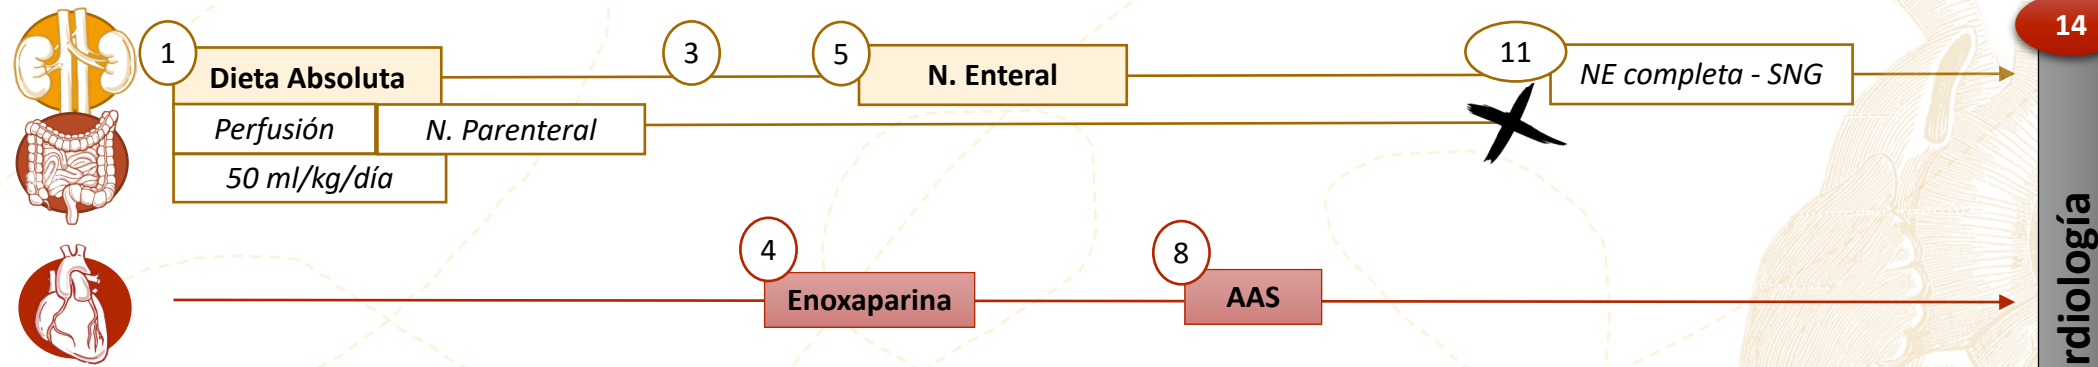 1
Dieta Absoluta
3
5
N. Enteral
11
NE completa - SNG
14
Perfusión
N. Parenteral
50 ml/kg/día
4
Enoxaparina
8
AAS
rdiología